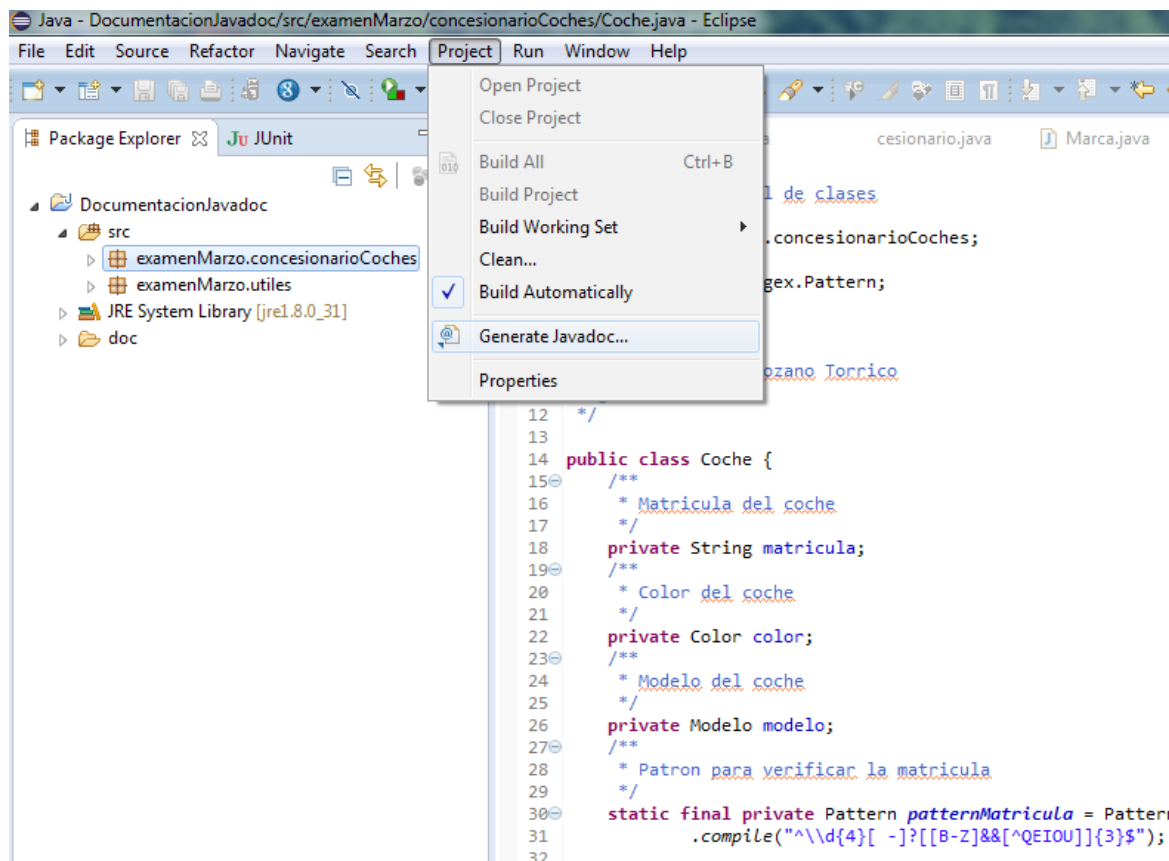 Java - DocumentacionJavadoc/src/examenMarzo/concesionarioCoches/Coche.java - Eclipse
File Edit Source Refactor Navigate Search Project Run Window Help
Package Explorer Ju JUnit
cesionario.java Marca.java
DocumentacionJavadoc
src
examenMarzo.concesionarioCoches
examenMarzo.utiles
JRE System Library [jre1.8.0_31]
doc
Open Project
Close Project
010 Build All Ctrl+B
Build Project
Build Working Set
Clean...
Build Automatically
@ Generate Javadoc...
Properties
de clases
.concesionarioCoches;
gex.Pattern;
ozano Torrico
12 */
13
14 public class Coche {
15 /**
16 * Matricula del coche
17 */
18 private String matricula;
19 /**
20 * Color del coche
21 */
22 private Color color;
23 /**
24 * Modelo del coche
25 */
26 private Modelo modelo;
27 /**
28 * Patron para verificar la matricula
29 */
30 static final private Pattern patternMatricula = Patter
31 .compile("^\\d{4}[ -]?[[B-Z]&&[^QEIOU]]{3}$");
32